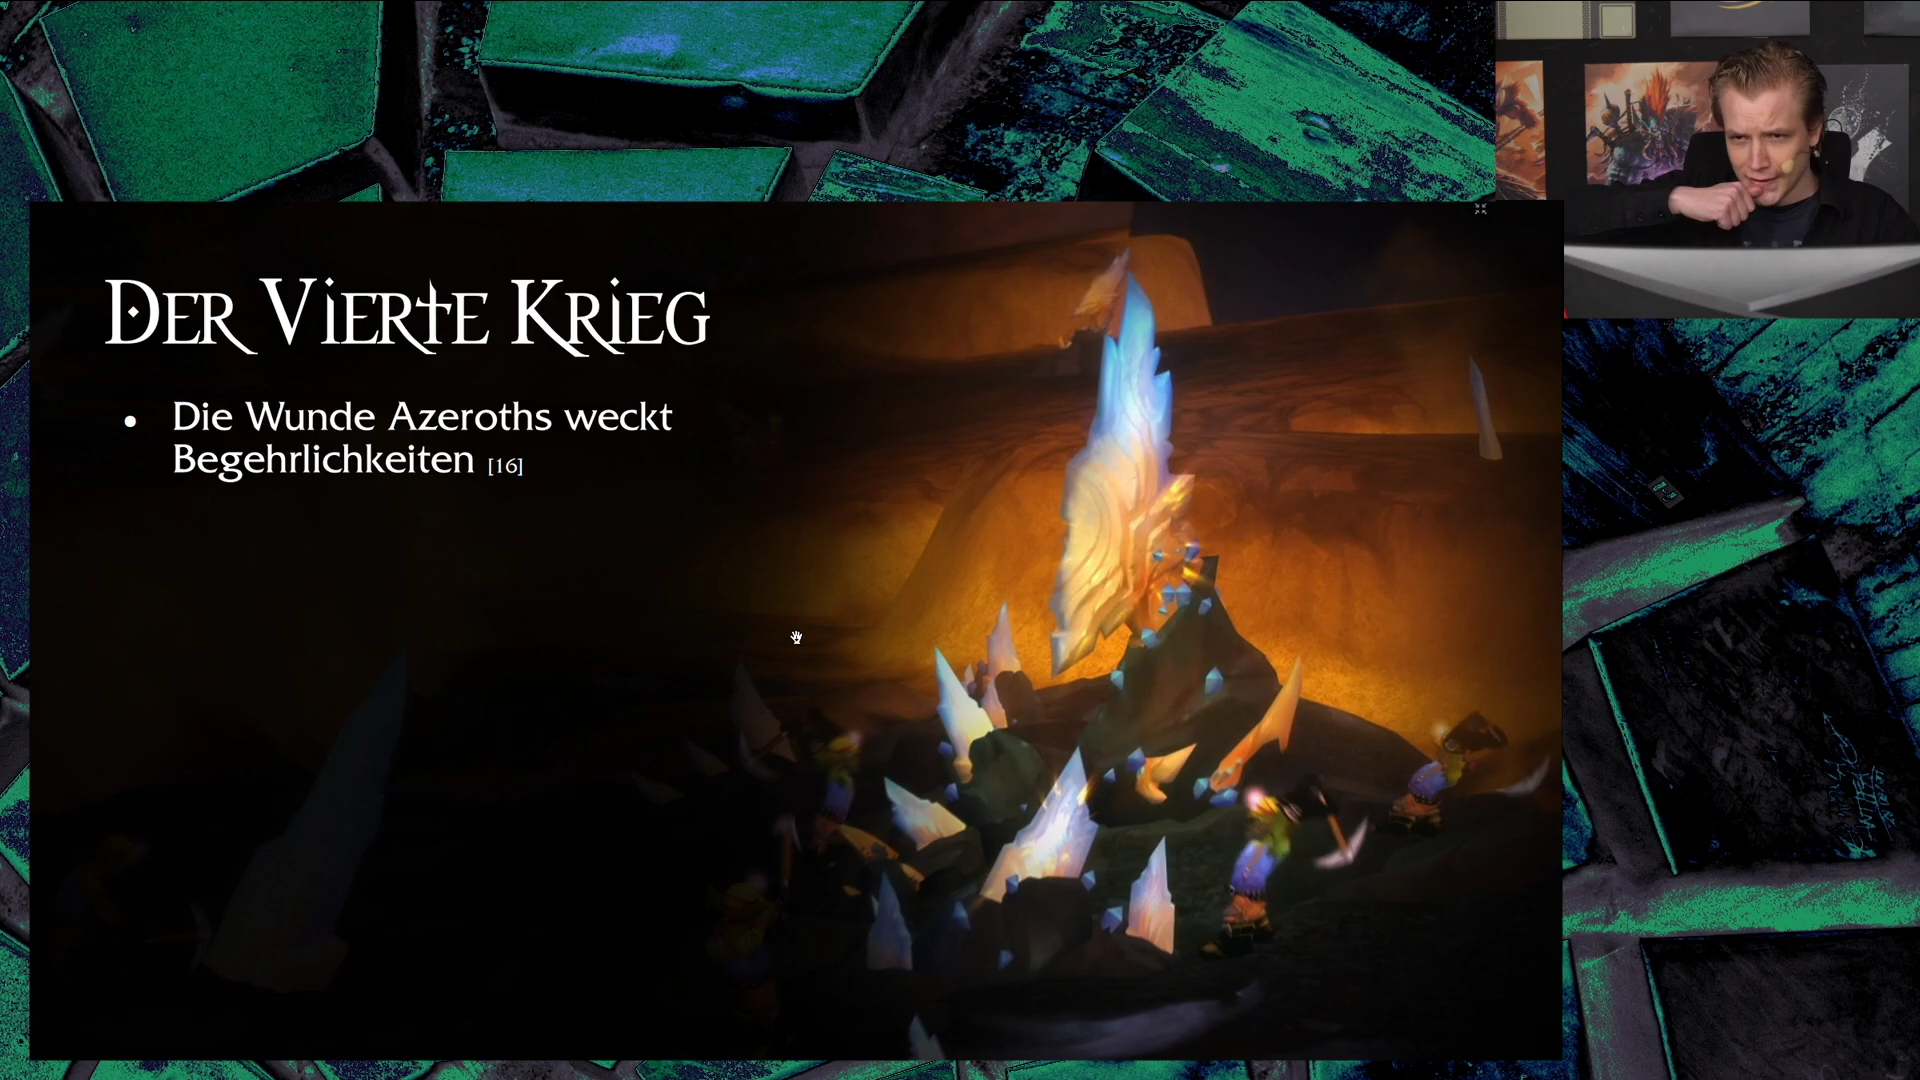 Der Vierte Krieg
• Die Wunde Azeroths weckt
Begehrlichkeiten [16]